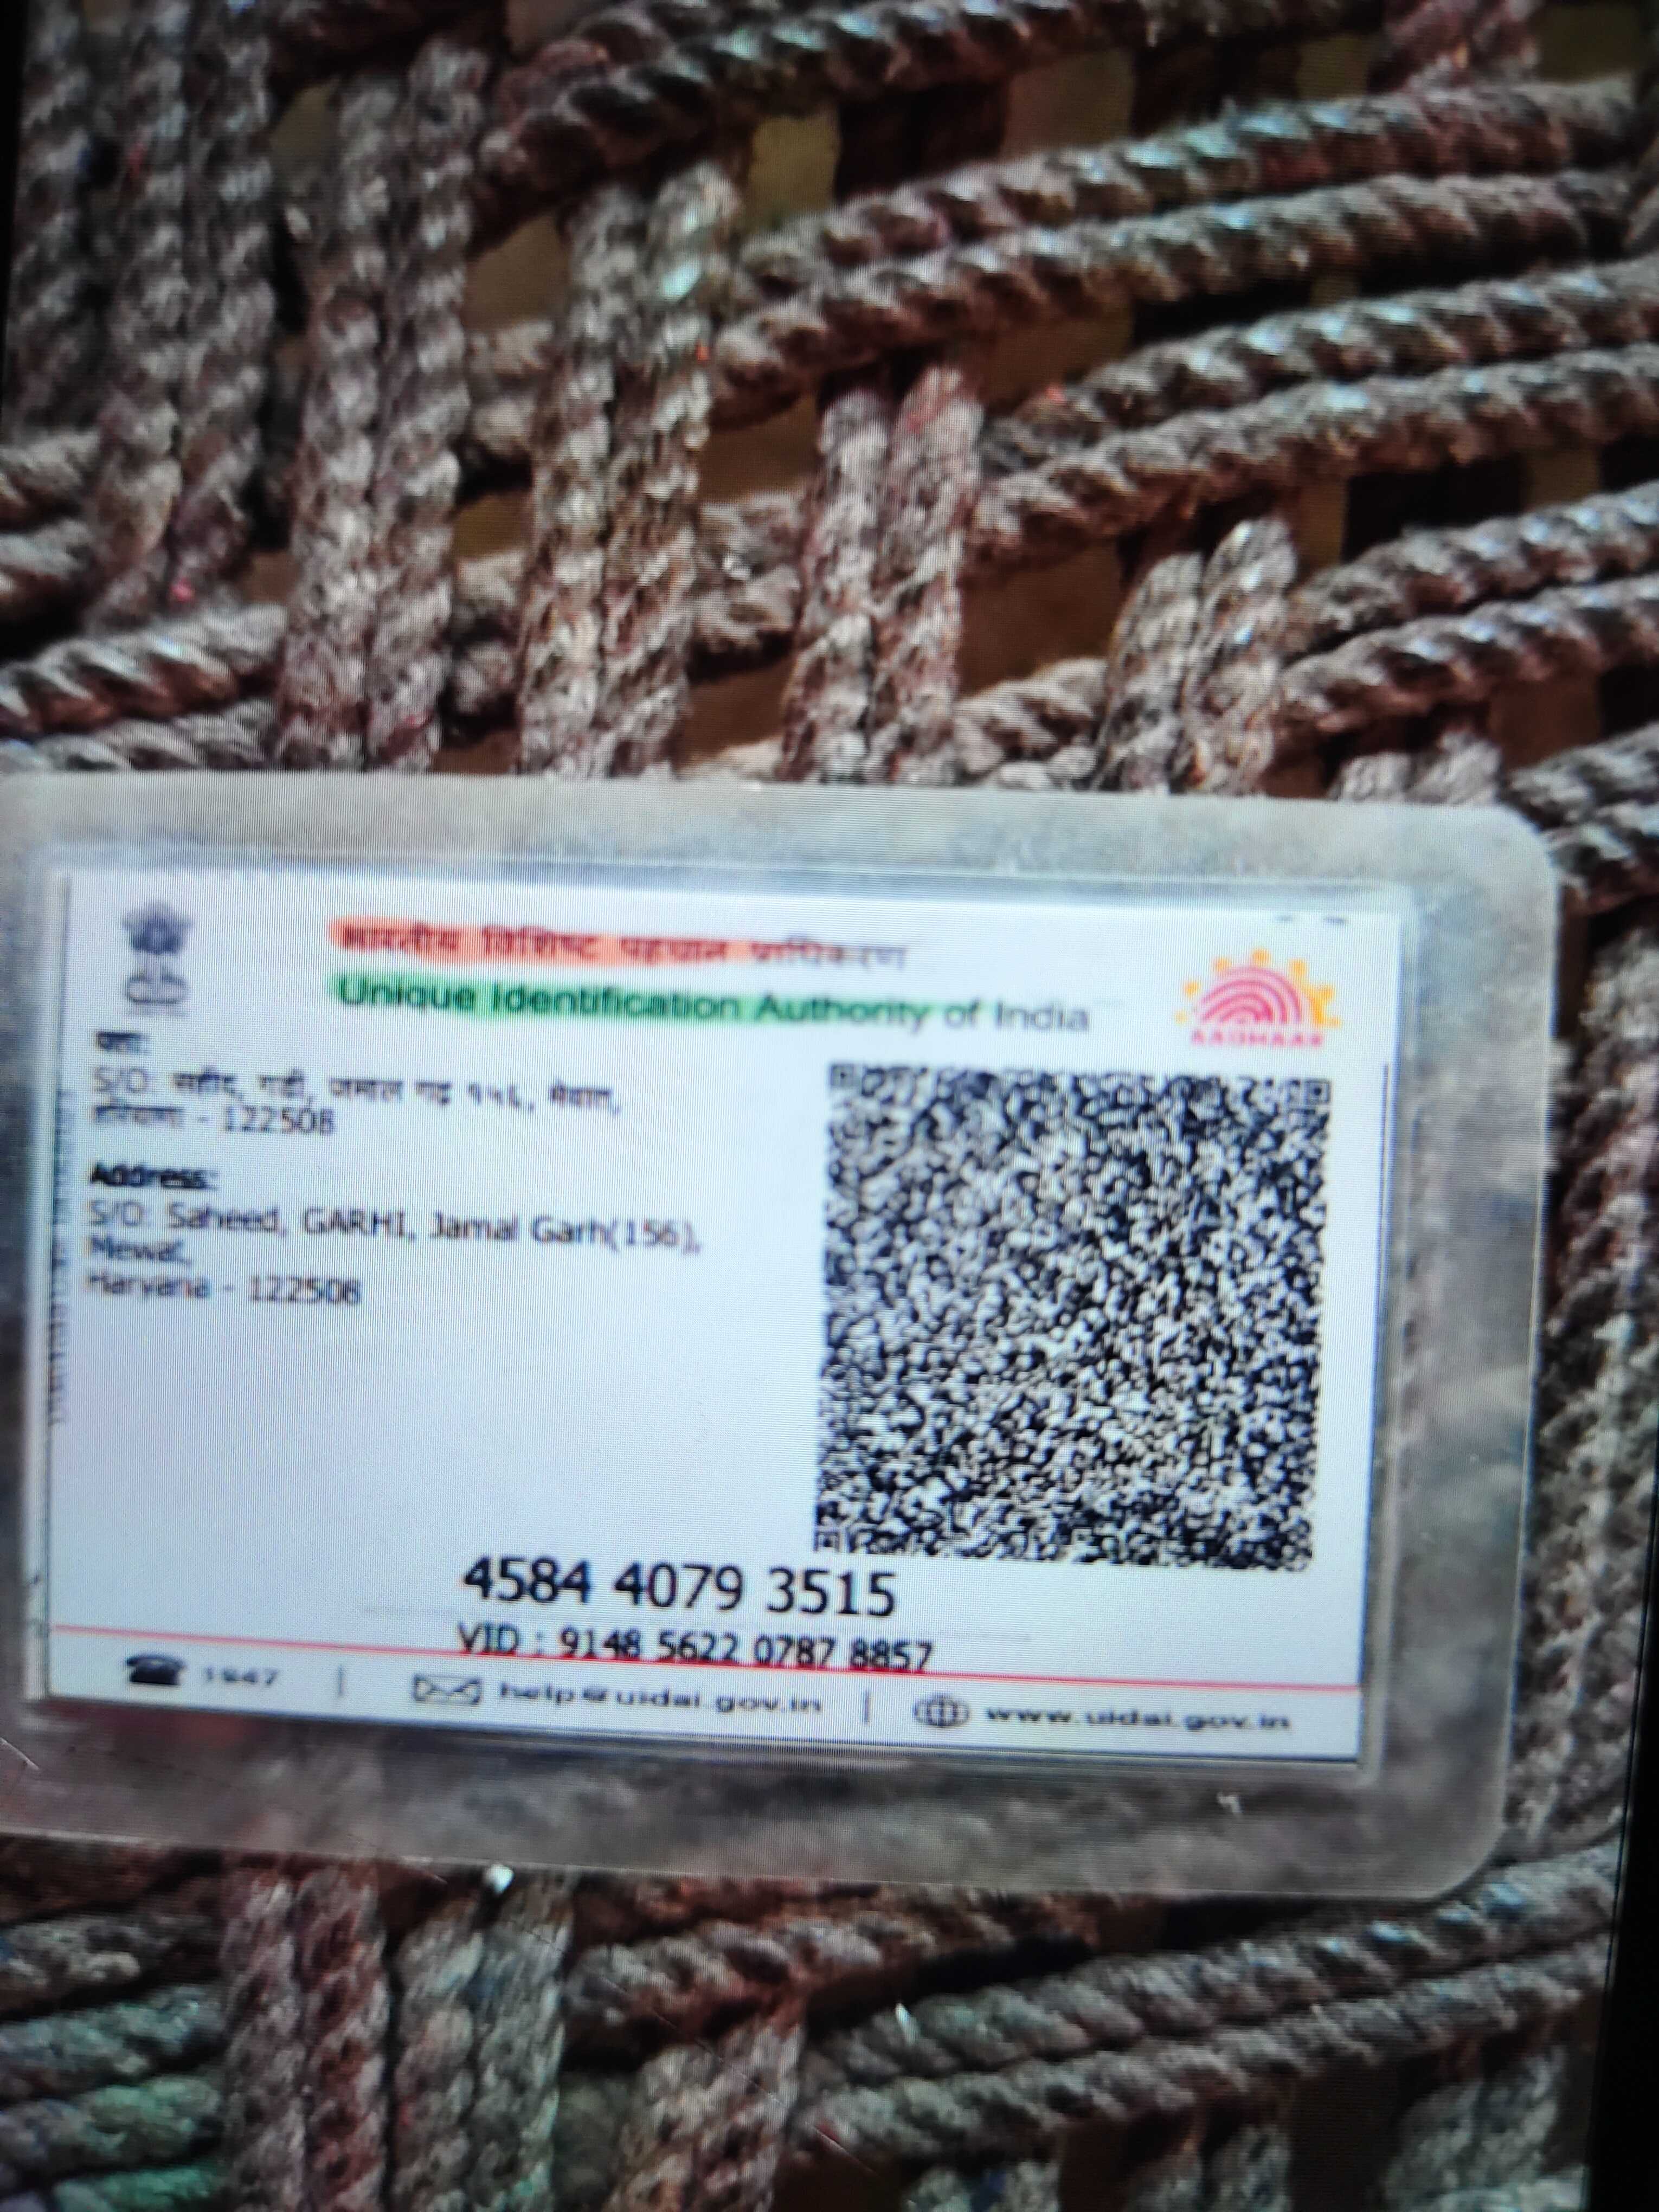 भारतीय विशिष्ट पहचान प्राधिकरण
Unique Identification Authority of India
AADHAAR
पता:
S/O: सहीद, गढी, जमाल गढ़ १५६, मेवात,
हरियाणा - 122508
Address:
S/O: Saheed, GARHI, Jamal Garh(156),
Mewat,
Haryana - 122508
4584 4079 3515
VID : 9148 5622 0787 8857
1947 | help@uidai.gov.in | www.uidai.gov.in